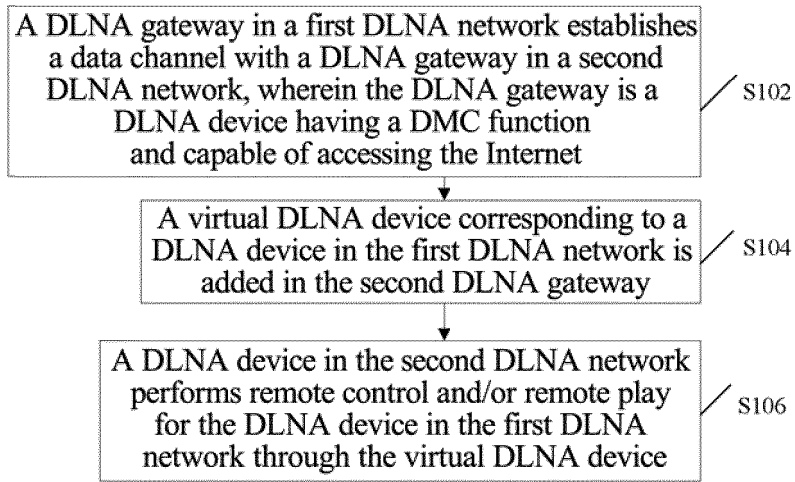 A DLNA gateway in a first DLNA network establishes
a data channel with a DLNA gateway in a second
DLNA network, wherein the DLNA gateway is a
DLNA device having a DMC function
and capable of accessing the Internet
S102
A virtual DLNA device corresponding to a
DLNA device in the first DLNA network is
added in the second DLNA gateway
S104
A DLNA device in the second DLNA network
performs remote control and/or remote play
for the DLNA device in the first DLNA
network through the virtual DLNA device
S106